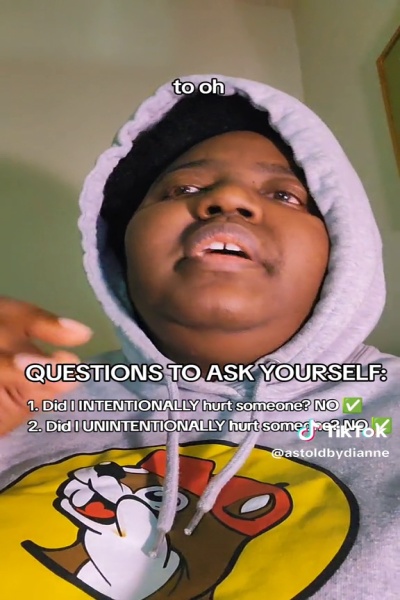 to oh
QUESTIONS TO ASK YOURSELF:
1. Did I INTENTIONALLY hurt someone? NO ✅
2. Did I UNINTENTIONALLY hurt someone? NO ✅
TikTok
@astoldbydianne